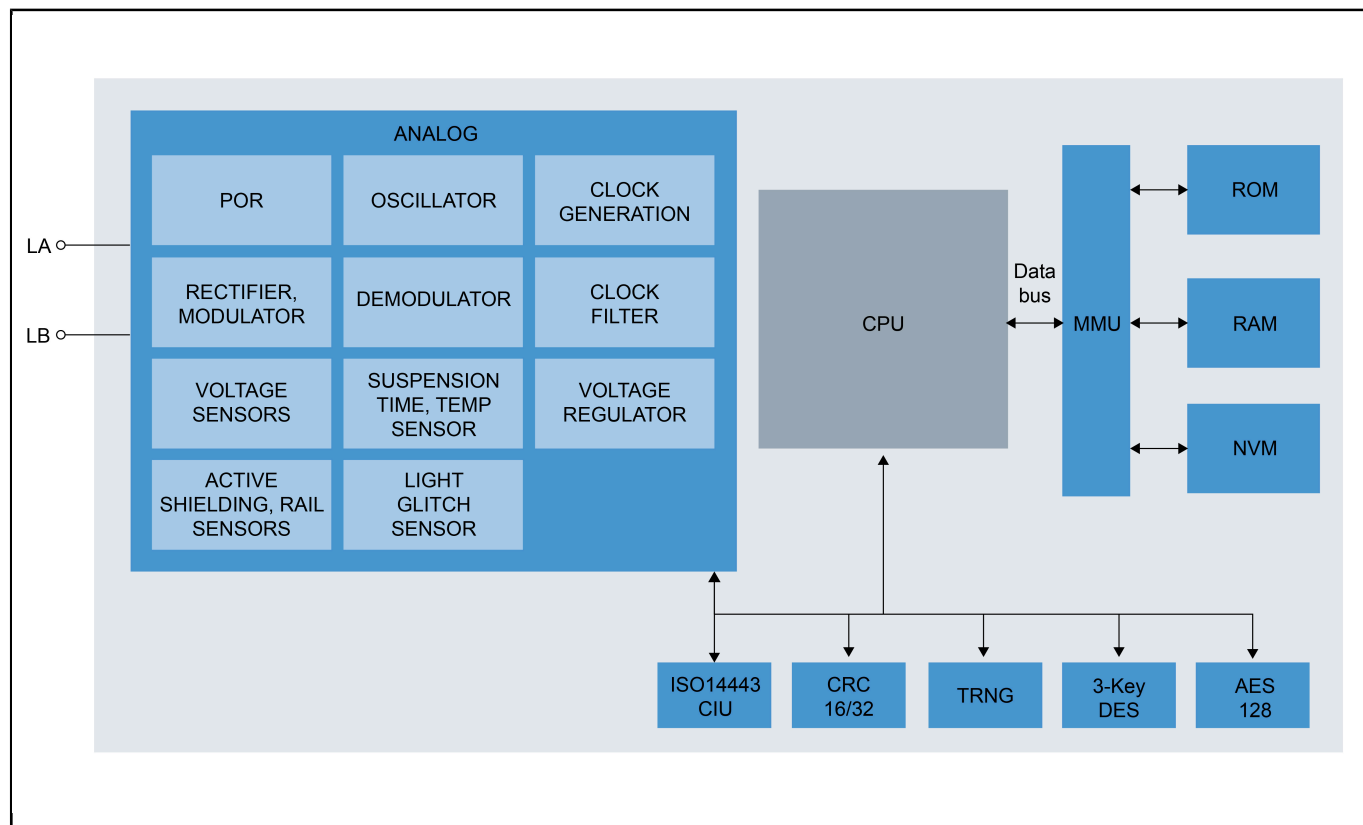 ANALOG
POR
OSCILLATOR
CLOCK
GENERATION
LA
RECTIFIER,
MODULATOR
DEMODULATOR
CLOCK
FILTER
LB
VOLTAGE
SENSORS
SUSPENSION
TIME, TEMP
SENSOR
VOLTAGE
REGULATOR
ACTIVE
SHIELDING, RAIL
SENSORS
LIGHT
GLITCH
SENSOR
CPU
Data
bus
MMU
ROM
RAM
NVM
ISO14443
CIU
CRC
16/32
TRNG
3-Key
DES
AES
128